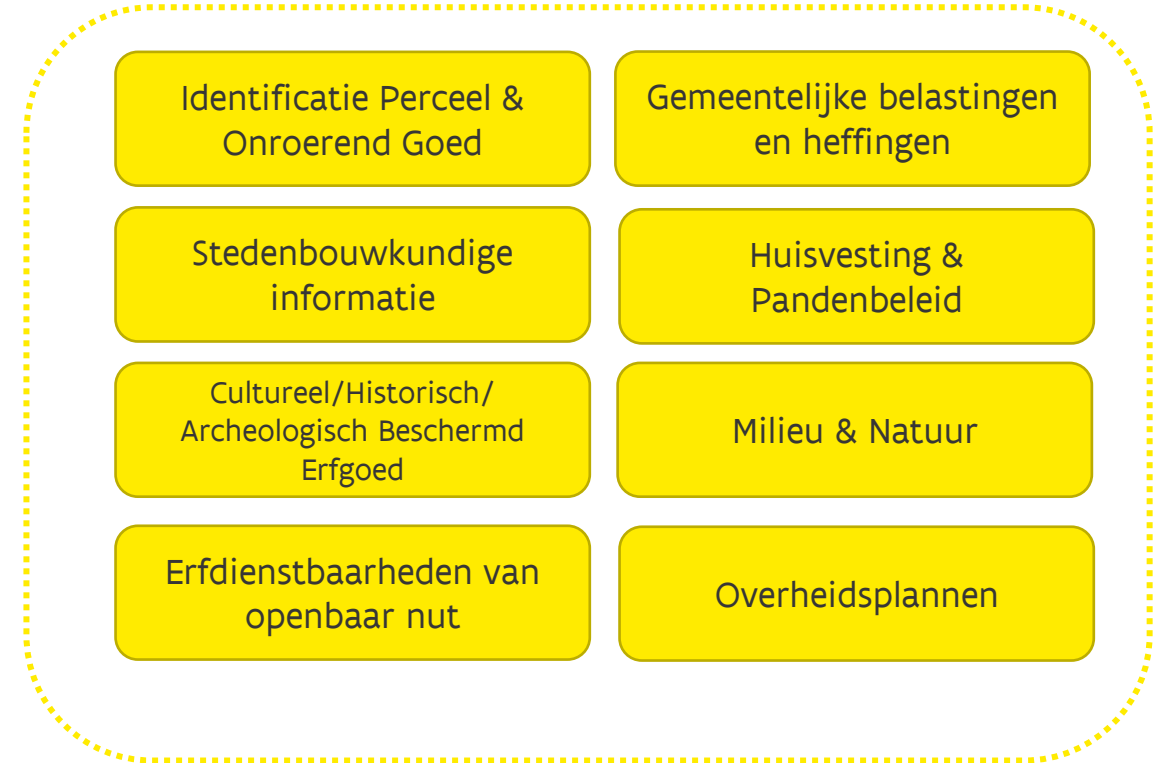 Identificatie Perceel &
Onroerend Goed
Gemeentelijke belastingen
en heffingen
Stedenbouwkundige
informatie
Huisvesting &
Pandenbeleid
Cultureel/Historisch/
Archeologisch Beschermd
Erfgoed
Milieu & Natuur
Erfdienstbaarheden van
openbaar nut
Overheidsplannen